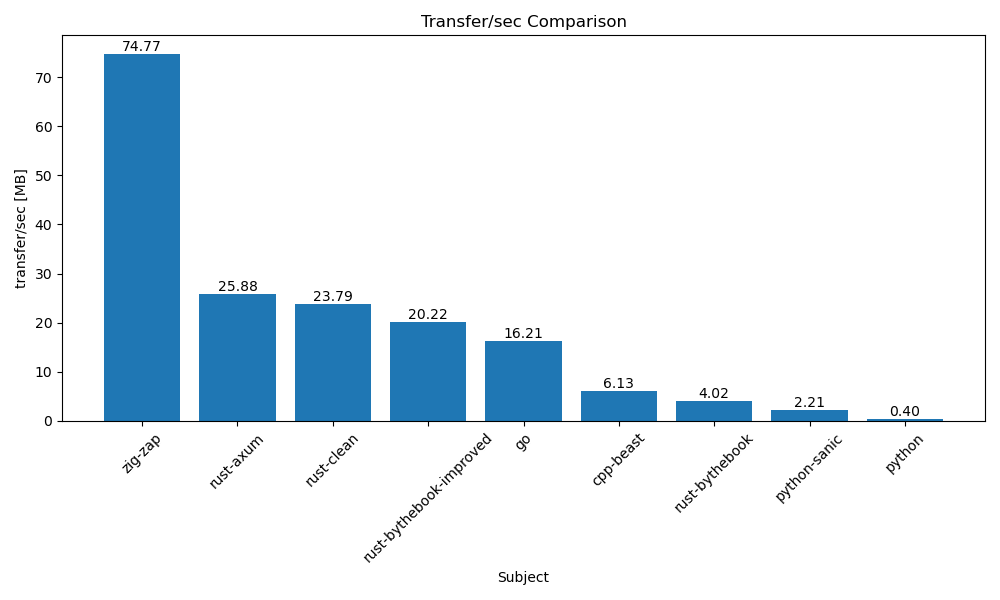 Transfer/sec Comparison
transfer/sec [MB]
70
60
50
40
30
20
10
0
74.77
25.88
23.79
20.22
16.21
6.13
4.02
2.21
0.40
zig-zap
rust-axum
rust-clean
rust-bythebook-improved
go
cpp-beast
rust-bythebook
python-sanic
python
Subject